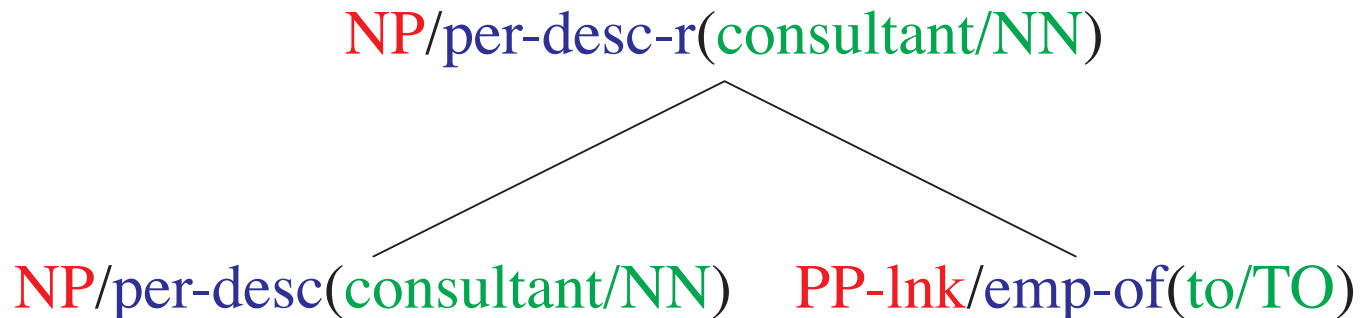 NP/per-desc-r(consultant/NN)
NP/per-desc(consultant/NN) PP-lnk/emp-of(to/TO)